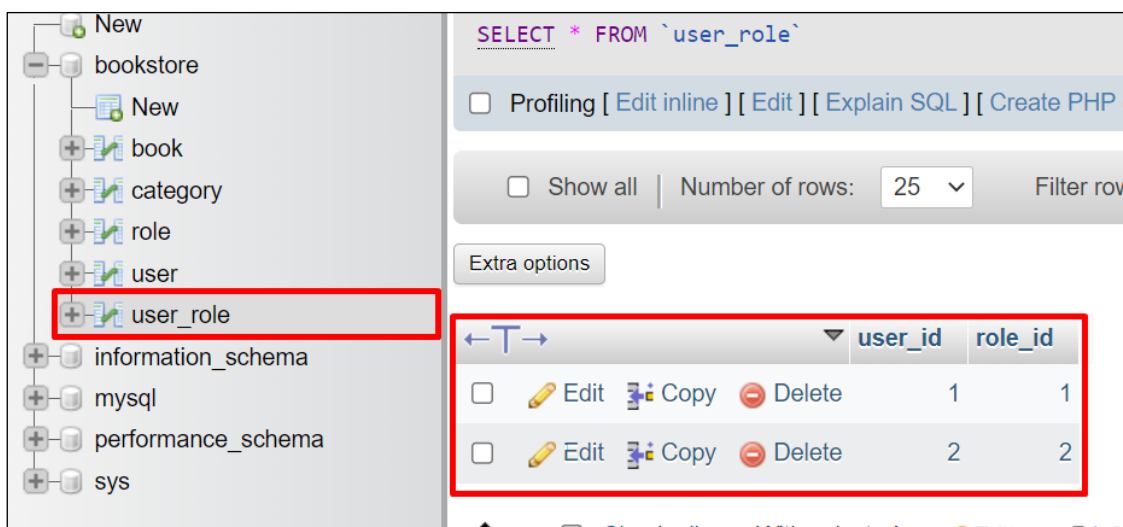 New
bookstore
New
book
category
role
user
user_role
information_schema
mysql
performance_schema
sys
SELECT * FROM `user_role`
Profiling [ Edit inline ] [ Edit ] [ Explain SQL ] [ Create PHP
Show all | Number of rows: 25 Filter row
Extra options
user_id role_id
Edit Copy Delete 1 1
Edit Copy Delete 2 2